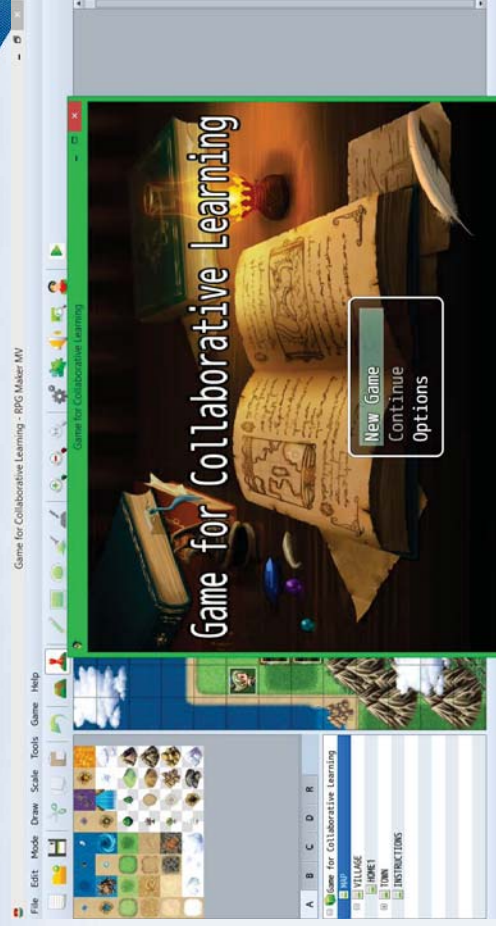 Game for Collaborative Learning - RPG Maker MV
File Edit Mode Draw Scale Tools Game Help
Game for Collaborative Learning
Game for Collaborative Learning
New Game
Continue
Options
A B C D R
Game for Collaborative Learning
MAP
VILLAGE
HOME1
TOWN
INSTRUCTIONS